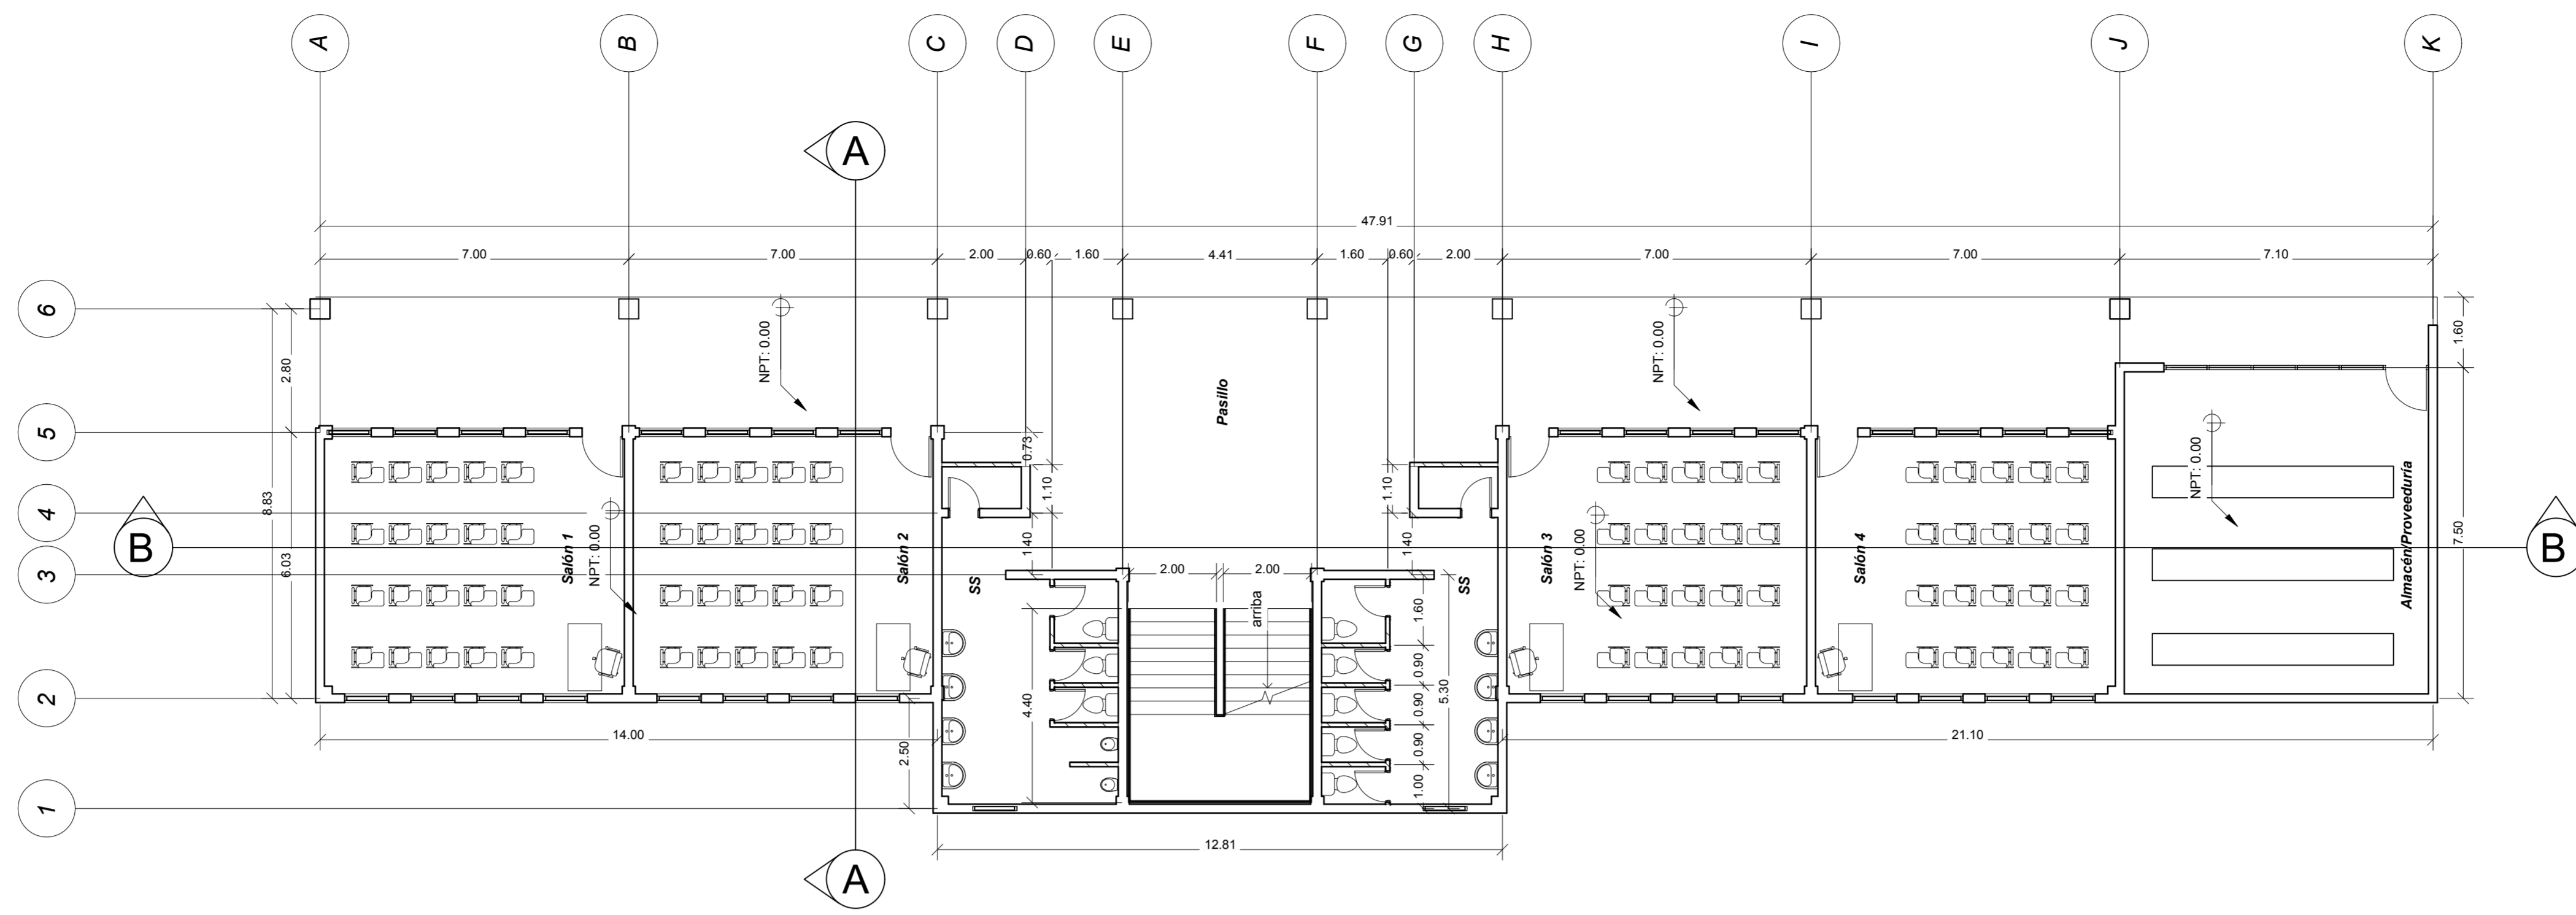 A
B
C
D
E
F
G
H
I
J
K
A
47.91
7.00
7.00
2.00
0.60
1.60
4.41
1.60
0.60
2.00
7.00
7.00
7.10
6
NPT: 0.00
NPT: 0.00
1.60
2.80
Pasillo
5
0.73
NPT: 0.00
8.83
1.10
1.10
Almacén/Proveeduría
4
B
6.03
Salón 1
NPT: 0.00
Salón 2
SS
1.40
2.00
2.00
1.40
SS
Salón 3
NPT: 0.00
Salón 4
7.50
B
3
arriba
1.60
0.90
0.90
0.90
1.00
5.30
4.40
2
14.00
2.50
21.10
1
12.81
A